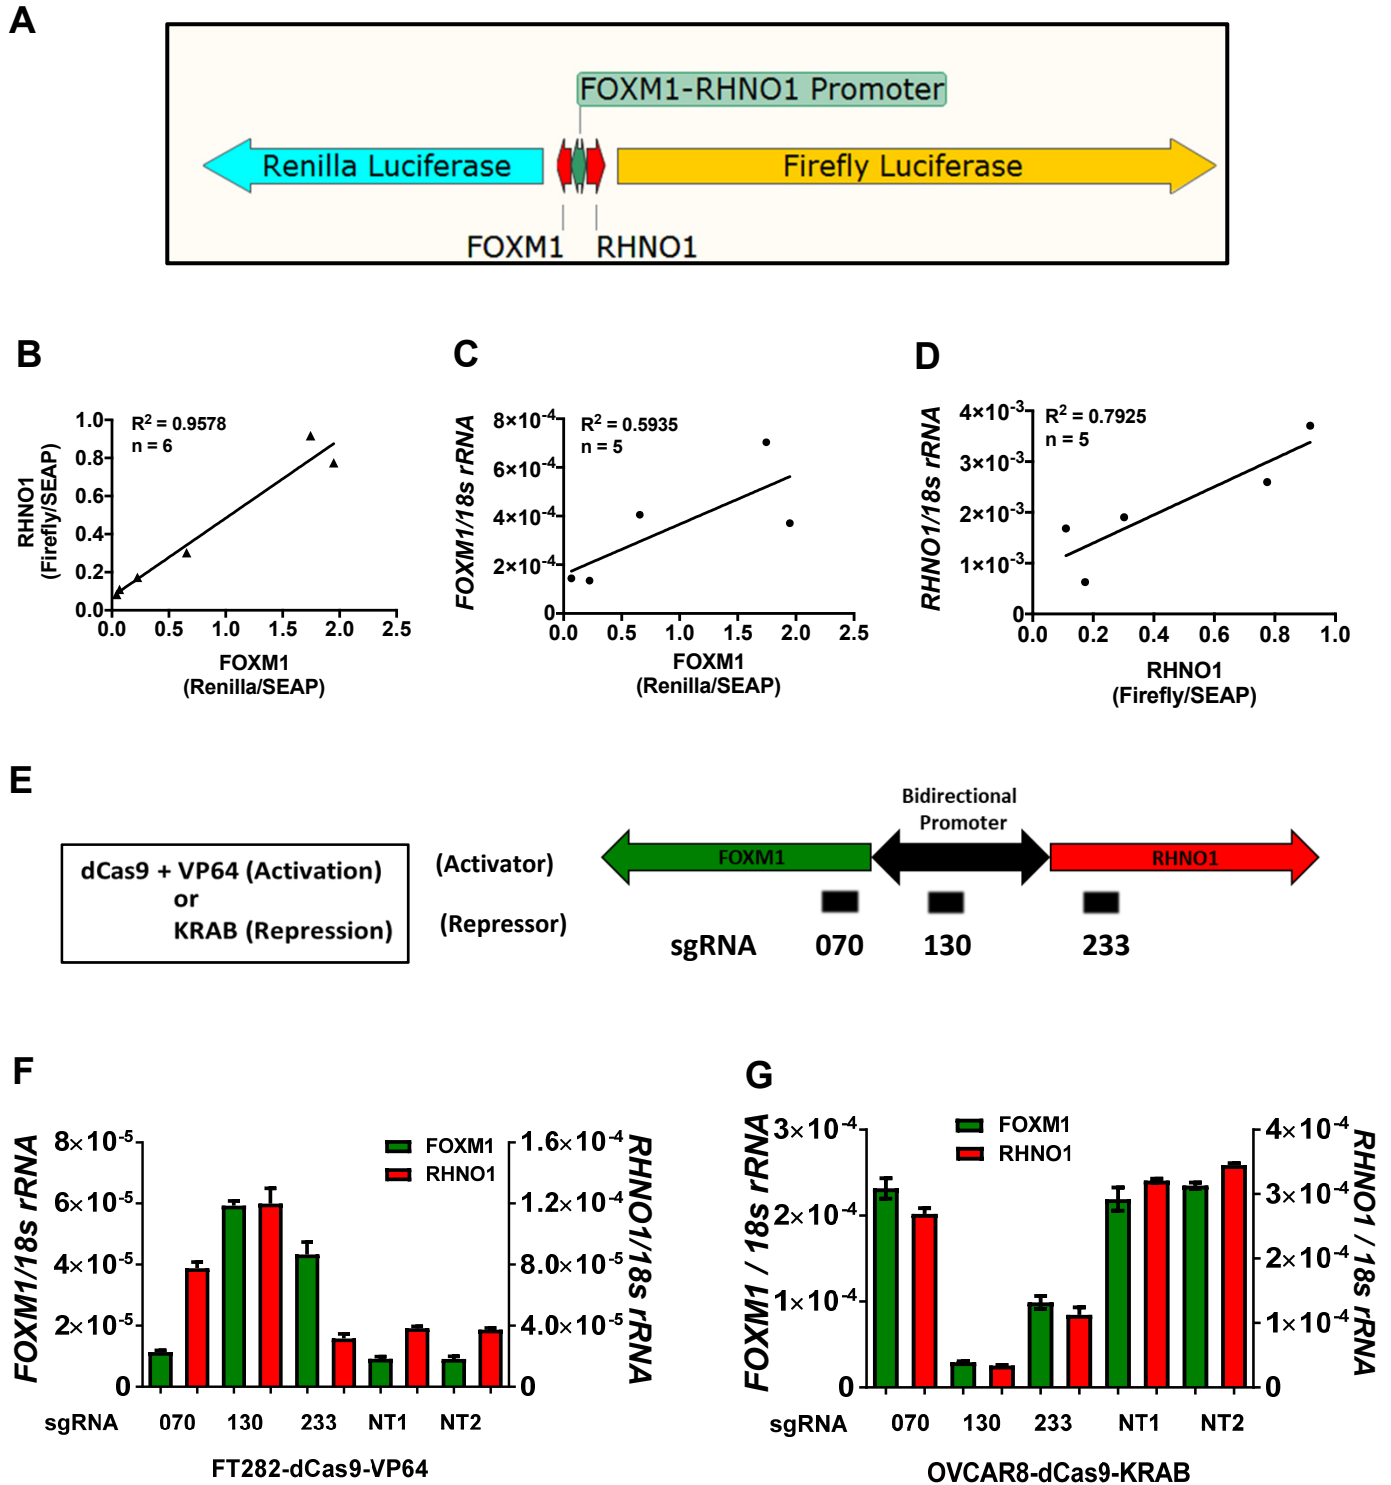 A
FOXM1-RHNO1 Promoter
Renilla Luciferase
Firefly Luciferase
FOXM1
RHNO1
B
R² = 0.9578
n = 6
RHNO1
(Firefly/SEAP)
1.0
0.8
0.6
0.4
0.2
0.0
0.0 0.5 1.0 1.5 2.0 2.5
FOXM1
(Renilla/SEAP)
C
R² = 0.5935
n = 5
FOXM1/18s rRNA
8×10⁻⁴
6×10⁻⁴
4×10⁻⁴
2×10⁻⁴
0
0.0 0.5 1.0 1.5 2.0 2.5
FOXM1
(Renilla/SEAP)
D
R² = 0.7925
n = 5
RHNO1/18s rRNA
4×10⁻³
3×10⁻³
2×10⁻³
1×10⁻³
0
0.0 0.2 0.4 0.6 0.8 1.0
RHNO1
(Firefly/SEAP)
E
dCas9 + VP64 (Activation)
or
KRAB (Repression)
(Activator)
(Repressor)
Bidirectional
Promoter
FOXM1
RHNO1
sgRNA 070 130 233
F
FOXM1/18s rRNA
8×10⁻⁵
6×10⁻⁵
4×10⁻⁵
2×10⁻⁵
0
FOXM1
RHNO1
1.6×10⁻⁴
1.2×10⁻⁴
8.0×10⁻⁵
4.0×10⁻⁵
0
RHNO1/18s rRNA
sgRNA 070 130 233 NT1 NT2
FT282-dCas9-VP64
G
FOXM1 / 18s rRNA
3×10⁻⁴
2×10⁻⁴
1×10⁻⁴
0
FOXM1
RHNO1
4×10⁻⁴
3×10⁻⁴
2×10⁻⁴
1×10⁻⁴
0
RHNO1 / 18s rRNA
sgRNA 070 130 233 NT1 NT2
OVCAR8-dCas9-KRAB